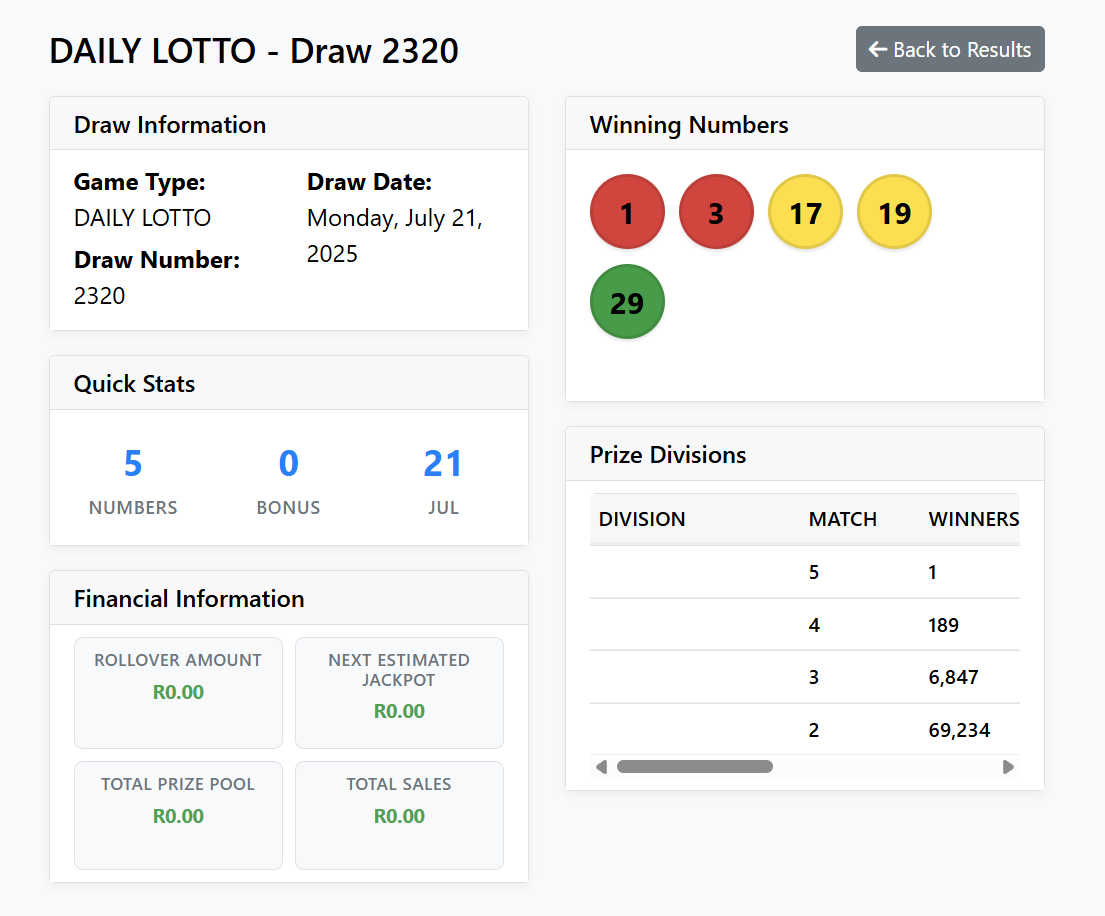 DAILY LOTTO - Draw 2320
Back to Results
Draw Information
Game Type:
DAILY LOTTO
Draw Number:
2320
Draw Date:
Monday, July 21,
2025
Quick Stats
5
NUMBERS
0
BONUS
21
JUL
Financial Information
ROLLOVER AMOUNT
R0.00
NEXT ESTIMATED
JACKPOT
R0.00
TOTAL PRIZE POOL
R0.00
TOTAL SALES
R0.00
Winning Numbers
1 3 17 19
29
Prize Divisions
DIVISION MATCH WINNERS
5 1
4 189
3 6,847
2 69,234